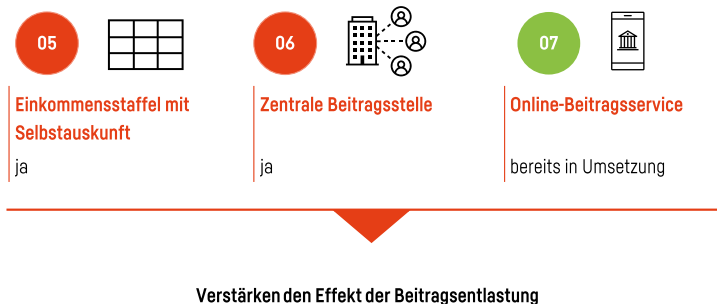 05
06
07
Einkommensstaffel mit
Selbstauskunft
ja
Zentrale Beitragsstelle
ja
Online-Beitragsservice
bereits in Umsetzung
Verstärken den Effekt der Beitragsentlastung